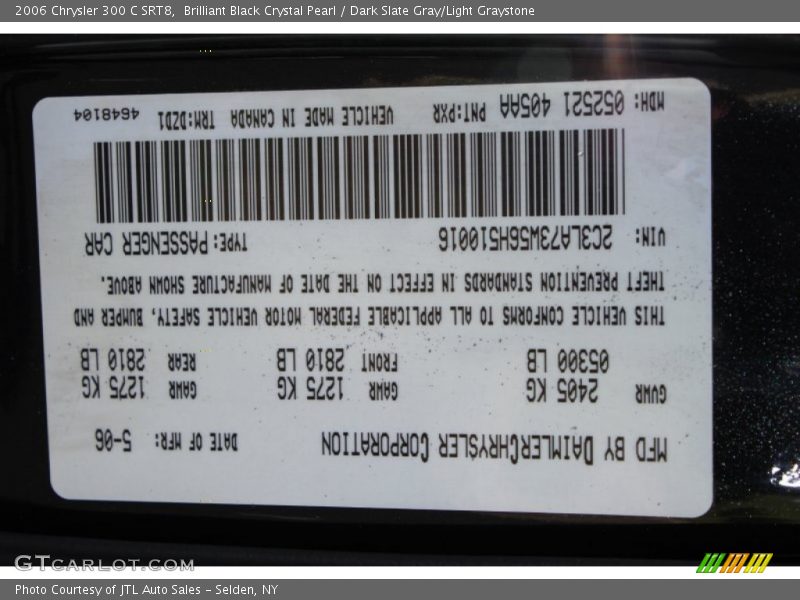 2006 Chrysler 300 C SRT8,  Brilliant Black Crystal Pearl / Dark Slate Gray/Light Graystone
MFD BY DAIMLERCHRYSLER CORPORATION DATE OF MFR: 5-06
GVWR 2405 KG GAWR 1275 KG GAWR 1275 KG
05300 LB FRONT 2810 LB REAR 2810 LB
THIS VEHICLE CONFORMS TO ALL APPLICABLE FEDERAL MOTOR VEHICLE SAFETY, BUMPER AND
THEFT PREVENTION STANDARDS IN EFFECT ON THE DATE OF MANUFACTURE SHOWN ABOVE.
VIN: 2C3LA73W56H510016 TYPE: PASSENGER CAR
MDH: 052521 405AA PNT:PXR VEHICLE MADE IN CANADA TRM:DZD1 4648104
GTCARLOT.COM
Photo Courtesy of JTL Auto Sales - Selden, NY